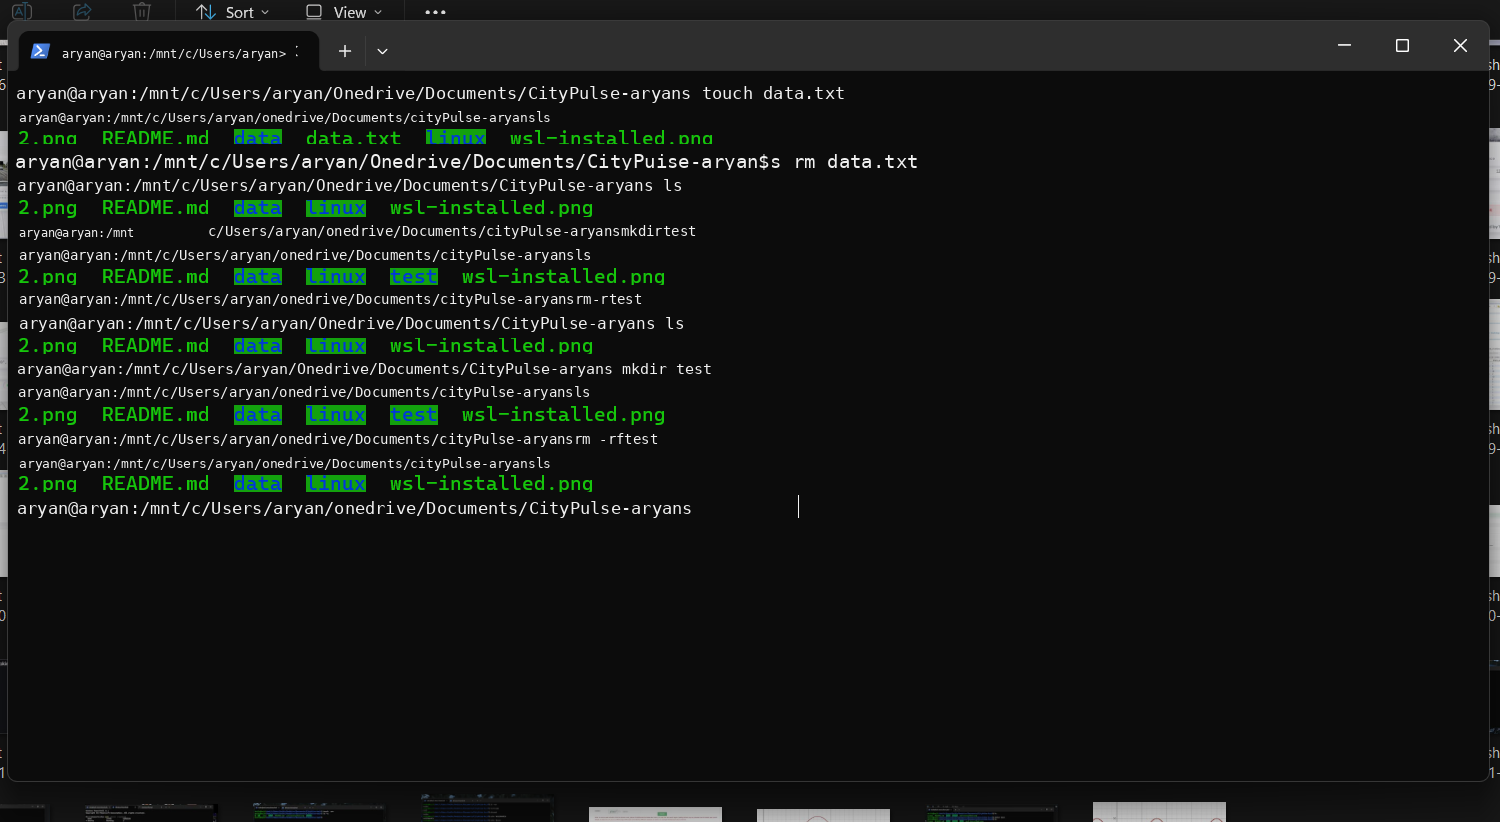 Sort View
aryan@aryan:/mnt/c/Users/aryan>
aryan@aryan:/mnt/c/Users/aryan/Onedrive/Documents/CityPulse-aryans touch data.txt
aryan@aryan:/mnt/c/Users/aryan/onedrive/Documents/cityPulse-aryansls
2.png README.md data data.txt linux wsl-installed.png
aryan@aryan:/mnt/c/Users/aryan/Onedrive/Documents/CityPuise-aryan$s rm data.txt
aryan@aryan:/mnt/c/Users/aryan/Onedrive/Documents/CityPulse-aryans ls
2.png README.md data linux wsl-installed.png
aryan@aryan:/mnt c/Users/aryan/onedrive/Documents/cityPulse-aryansmkdirtest
aryan@aryan:/mnt/c/Users/aryan/onedrive/Documents/cityPulse-aryansls
2.png README.md data linux test wsl-installed.png
aryan@aryan:/mnt/c/Users/aryan/onedrive/Documents/cityPulse-aryansrm-rtest
aryan@aryan:/mnt/c/Users/aryan/Onedrive/Documents/CityPulse-aryans ls
2.png README.md data linux wsl-installed.png
aryan@aryan:/mnt/c/Users/aryan/Onedrive/Documents/CityPulse-aryans mkdir test
aryan@aryan:/mnt/c/Users/aryan/onedrive/Documents/cityPulse-aryansls
2.png README.md data linux test wsl-installed.png
aryan@aryan:/mnt/c/Users/aryan/onedrive/Documents/cityPulse-aryansrm -rftest
aryan@aryan:/mnt/c/Users/aryan/onedrive/Documents/cityPulse-aryansls
2.png README.md data linux wsl-installed.png
aryan@aryan:/mnt/c/Users/aryan/onedrive/Documents/CityPulse-aryans